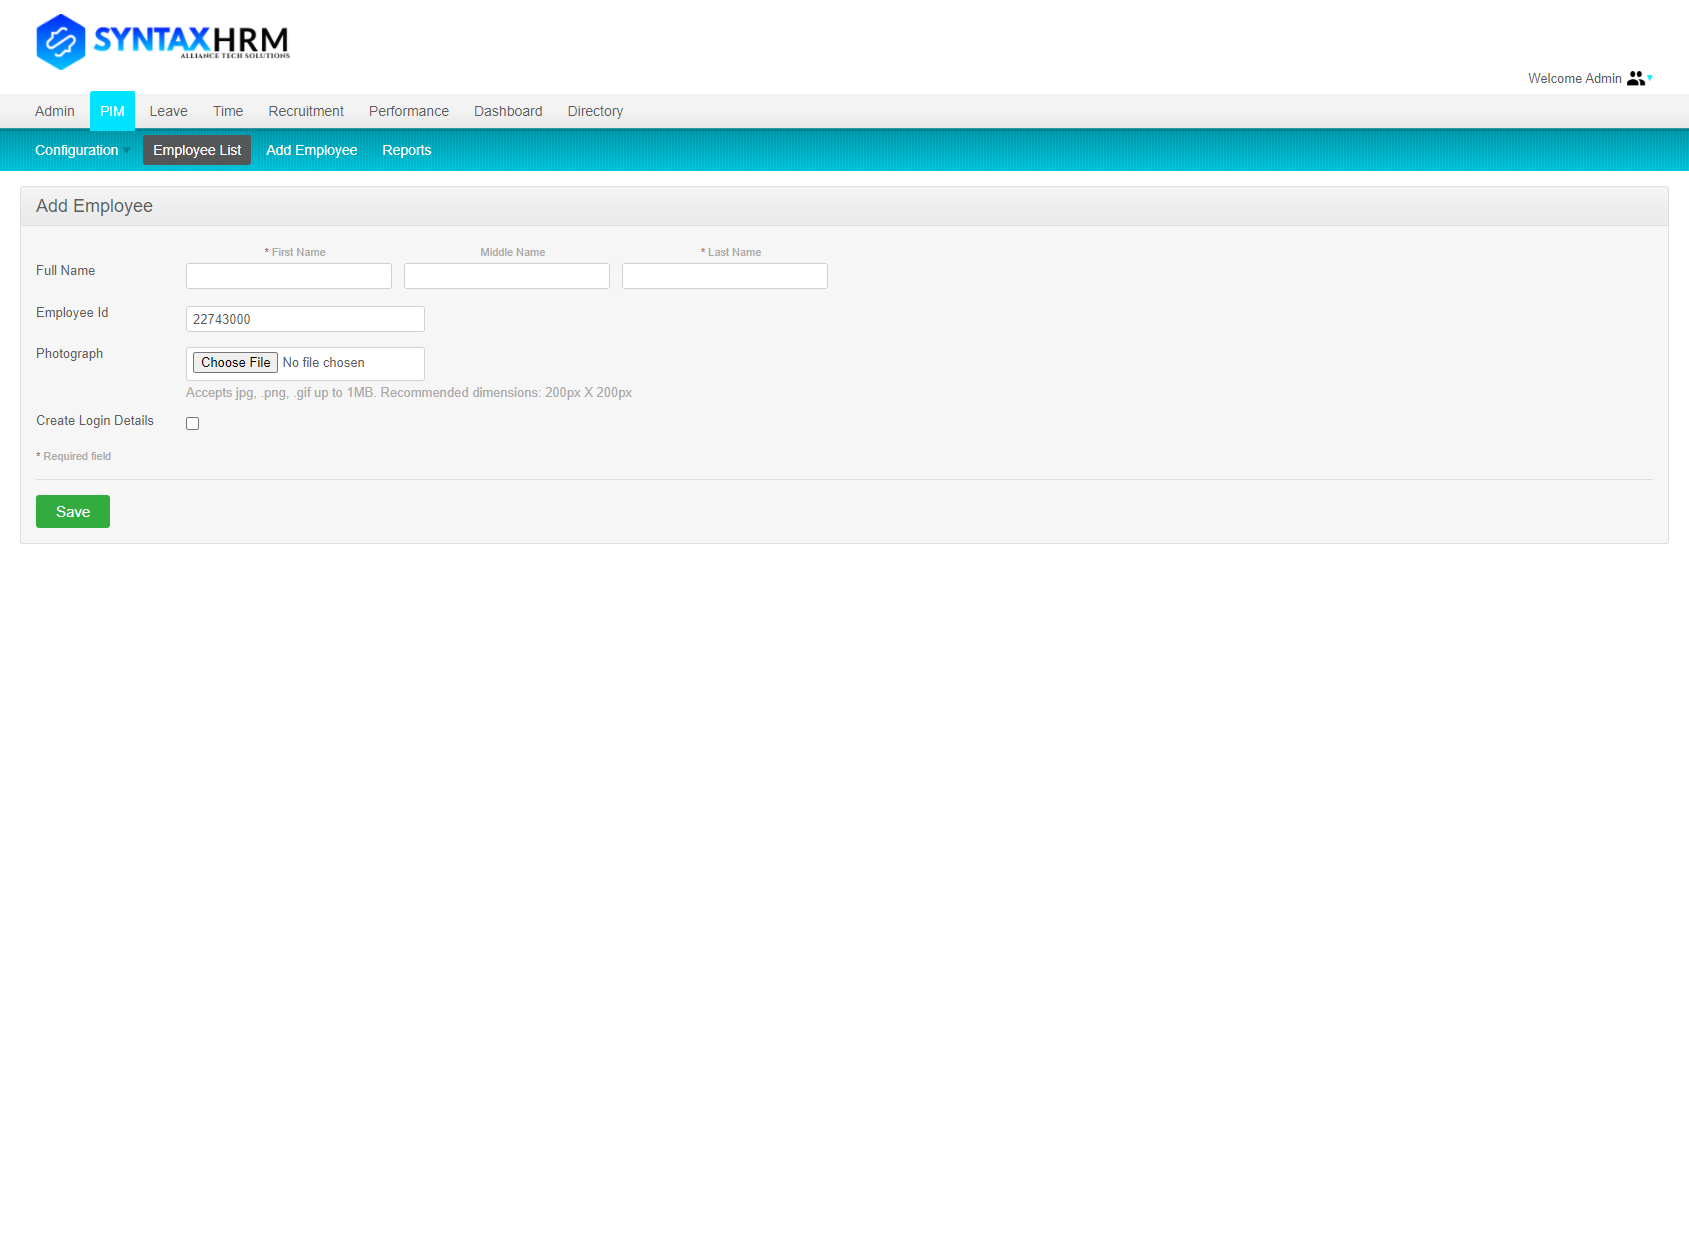 SYNTAXHRM
ALLIANCE TECH SOLUTIONS
Welcome Admin
Admin PIM Leave Time Recruitment Performance Dashboard Directory
Configuration Employee List Add Employee Reports
Add Employee
* First Name Middle Name * Last Name
Full Name
Employee Id 22743000
Photograph Choose File No file chosen
Accepts jpg, .png, .gif up to 1MB. Recommended dimensions: 200px X 200px
Create Login Details
* Required field
Save